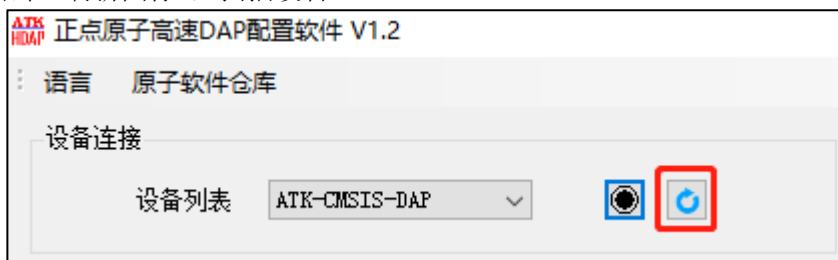 ATK
HDAP 正点原子高速DAP配置软件 V1.2
语言 原子软件仓库
设备连接
设备列表 ATK-CMSIS-DAP